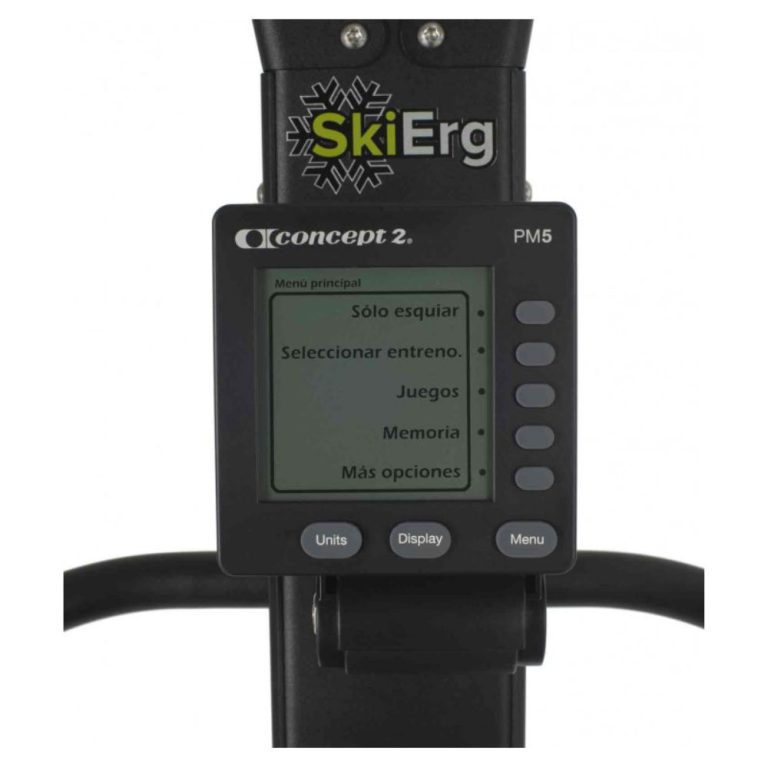 SkiErg
concept 2®
PM5
Menú principal
Sólo esquiar
Seleccionar entreno.
Juegos
Memoria
Más opciones
Units
Display
Menu